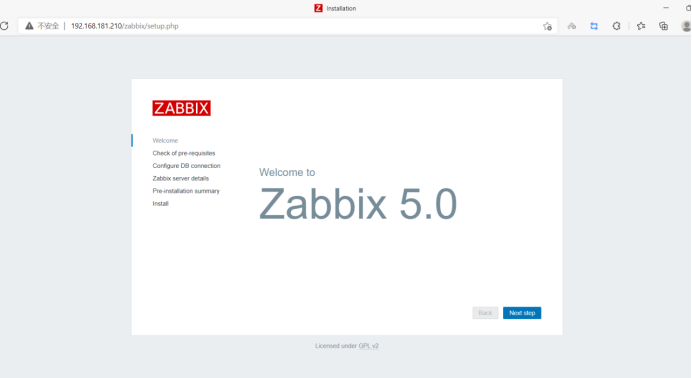 Installation
不安全 | 192.168.181.210/zabbix/setup.php
ZABBIX
Welcome
Check of pre-requisites
Configure DB connection
Zabbix server details
Pre-installation summary
Install
Welcome to
Zabbix 5.0
Back
Next step
Licensed under GPL v2